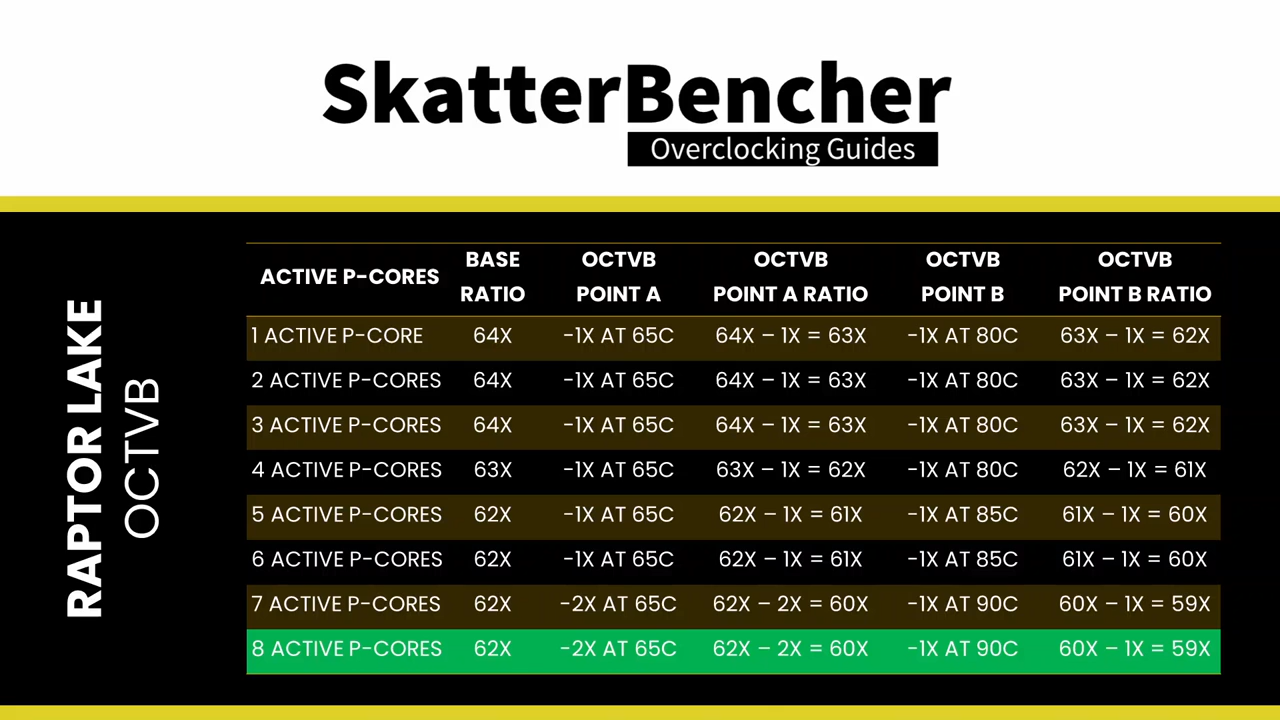 SkatterBencher
Overclocking Guides
RAPTOR LAKE
OCTVB
ACTIVE P-CORES BASE RATIO OCTVB POINT A OCTVB POINT A RATIO OCTVB POINT B OCTVB POINT B RATIO
1 ACTIVE P-CORE 64X -1X AT 65C 64X – 1X = 63X -1X AT 80C 63X – 1X = 62X
2 ACTIVE P-CORES 64X -1X AT 65C 64X – 1X = 63X -1X AT 80C 63X – 1X = 62X
3 ACTIVE P-CORES 64X -1X AT 65C 64X – 1X = 63X -1X AT 80C 63X – 1X = 62X
4 ACTIVE P-CORES 63X -1X AT 65C 63X – 1X = 62X -1X AT 80C 62X – 1X = 61X
5 ACTIVE P-CORES 62X -1X AT 65C 62X – 1X = 61X -1X AT 85C 61X – 1X = 60X
6 ACTIVE P-CORES 62X -1X AT 65C 62X – 1X = 61X -1X AT 85C 61X – 1X = 60X
7 ACTIVE P-CORES 62X -2X AT 65C 62X – 2X = 60X -1X AT 90C 60X – 1X = 59X
8 ACTIVE P-CORES 62X -2X AT 65C 62X – 2X = 60X -1X AT 90C 60X – 1X = 59X